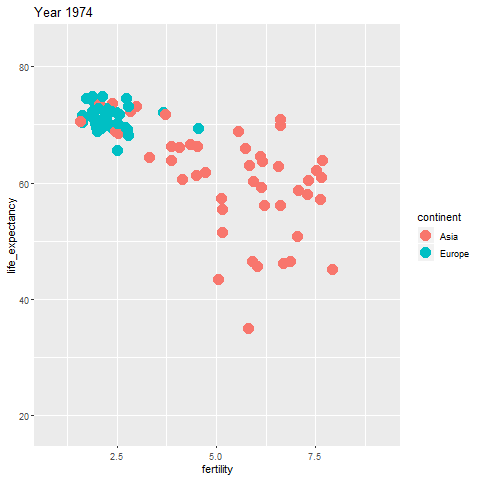 Year 1974
80
60
40
20
life_expectancy
2.5
5.0
7.5
fertility
continent
Asia
Europe